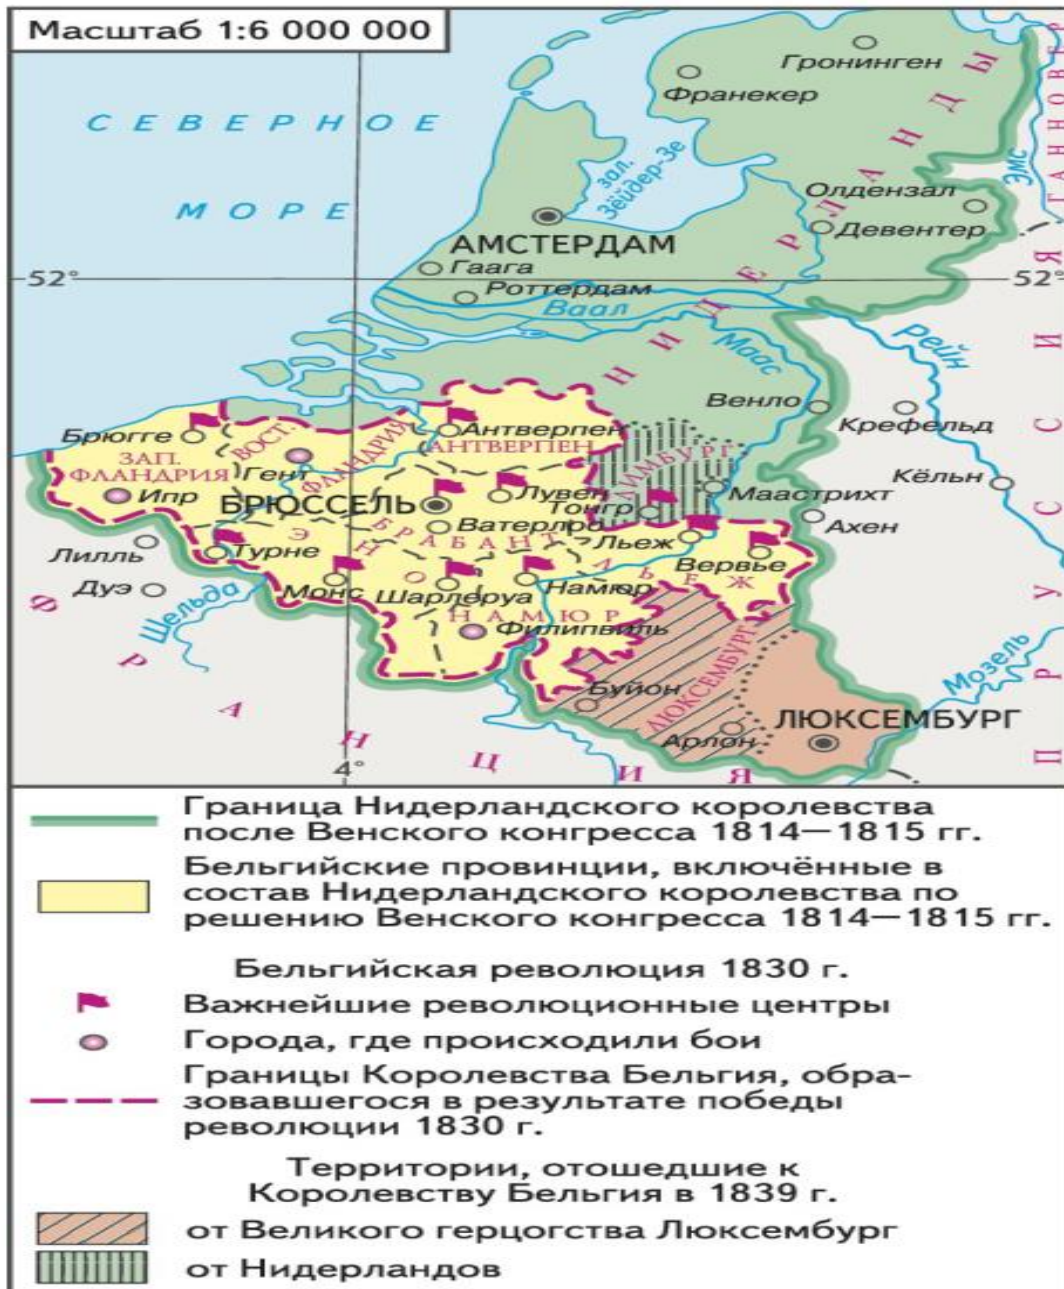 Масштаб 1:6 000 000
Гронинген
Франекер
СЕВЕРНОЕ
МОРЕ
зал.
Зёйдер-Зе
Эмс
ГАННОВЕР
НИДЕРЛАНДЫ
Олдензал
Девентер
АМСТЕРДАМ
52°
52°
Гаага
Роттердам
Ваал
Маас
Рейн
ПРУССИЯ
Венло
Крефельд
Брюгге
ВОСТ.
ФЛАНДРИЯ
Антверпен
АНТВЕРПЕН
ЗАП.
ФЛАНДРИЯ
Гент
ЛИМБУРГ
Кёльн
Ипр
БРЮССЕЛЬ
Лувен
Тонгр
Маастрихт
Ватерлоо
БРАБАНТ
Ахен
Лилль
Турне
ЭНО
Льеж
ЛЬЕЖ
Вервье
Дуэ
Шельда
Монс
Шарлеруа
Намюр
НАМЮР
Филипвиль
Мозель
Буйон
ЛЮКСЕМБУРГ
Арлон
ЛЮКСЕМБУРГ
ФРАНЦИЯ
4°
Граница Нидерландского королевства
после Венского конгресса 1814—1815 гг.
Бельгийские провинции, включённые в
состав Нидерландского королевства по
решению Венского конгресса 1814—1815 гг.
Бельгийская революция 1830 г.
Важнейшие революционные центры
Города, где происходили бои
Границы Королевства Бельгия, обра-
зовавшегося в результате победы
революции 1830 г.
Территории, отошедшие к
Королевству Бельгия в 1839 г.
от Великого герцогства Люксембург
от Нидерландов